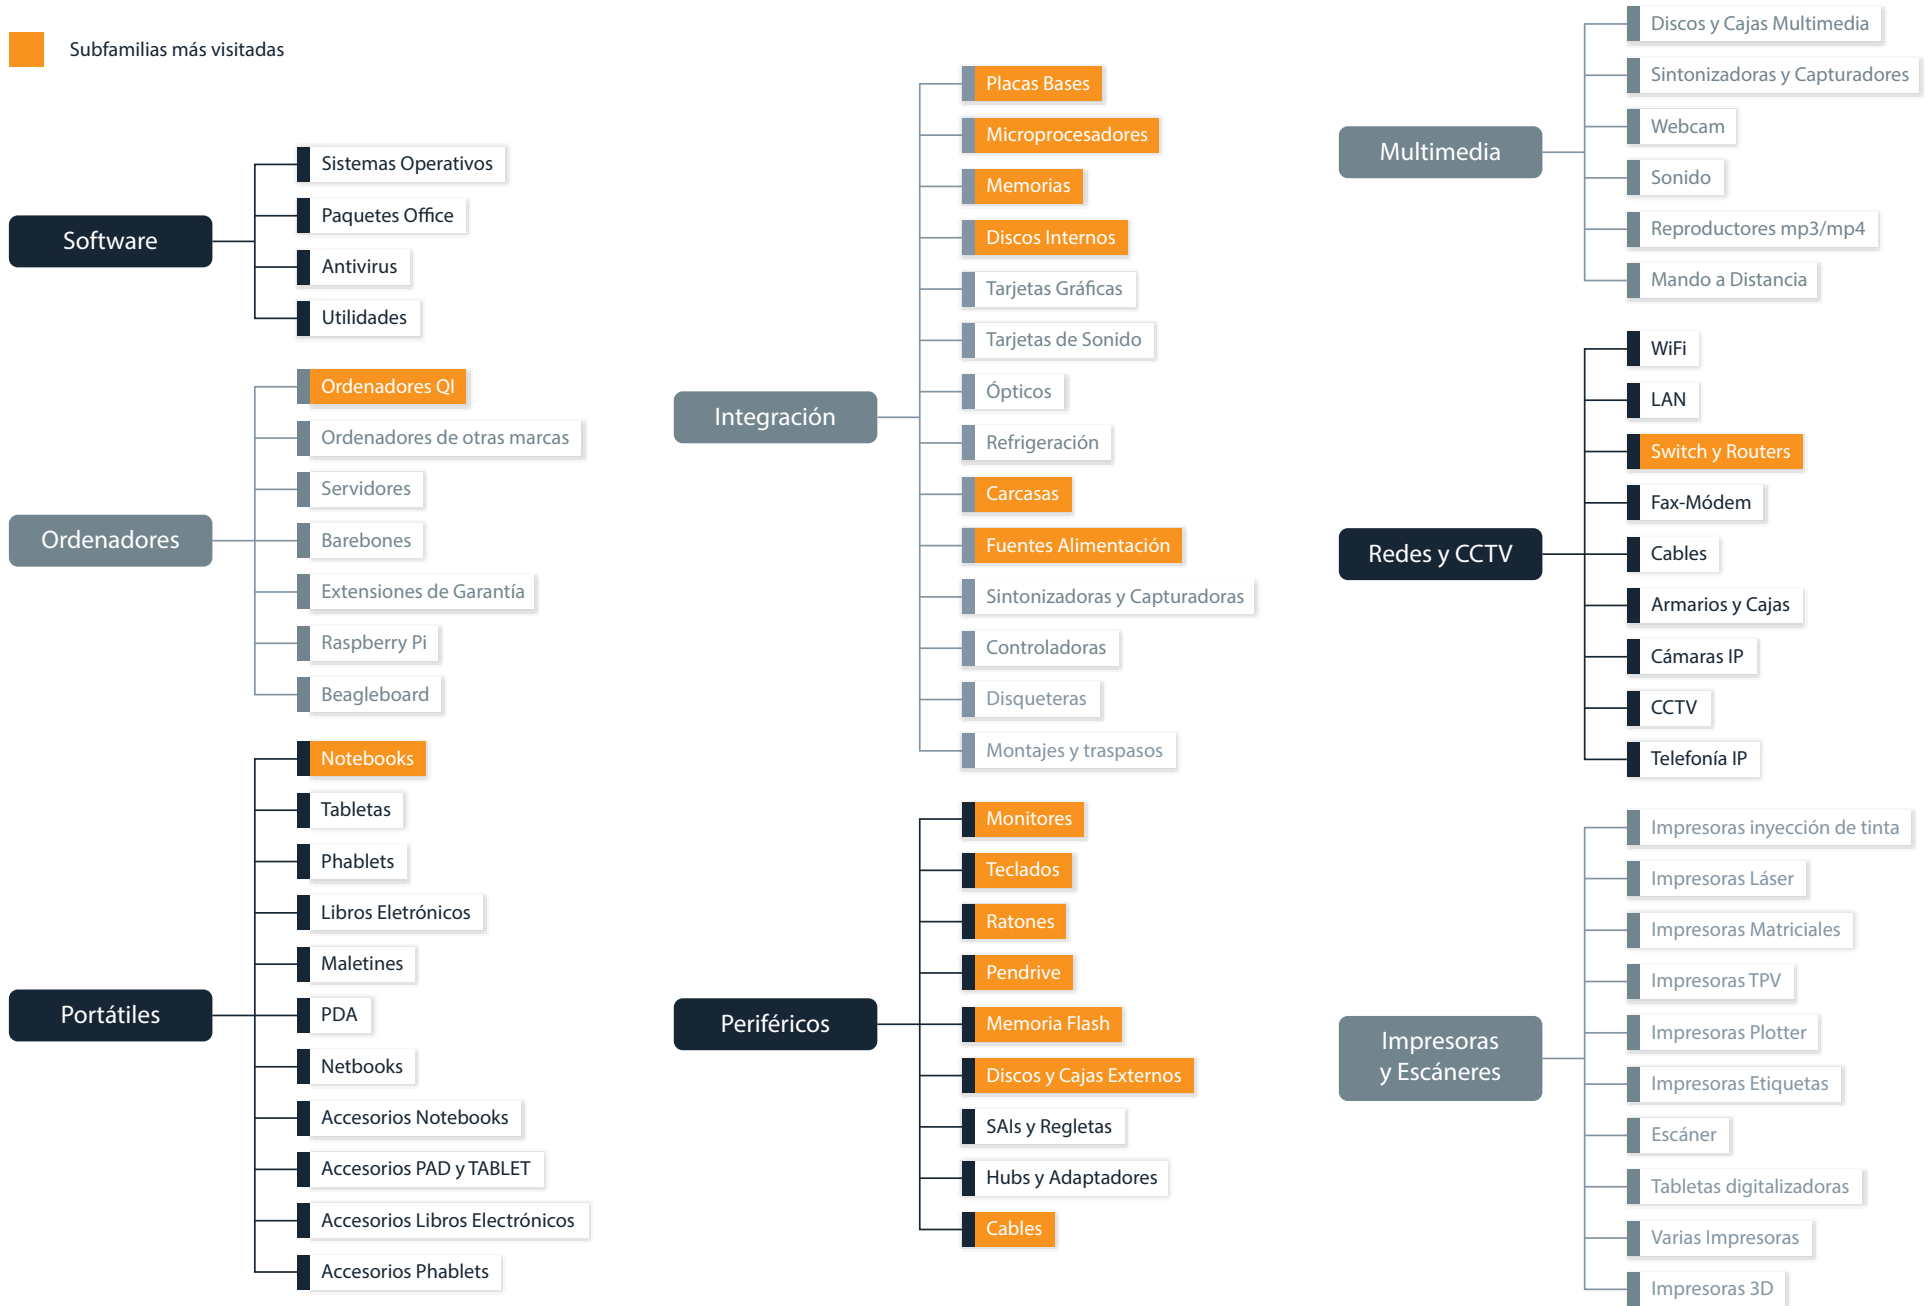 Subfamilias más visitadas
Software
Sistemas Operativos
Paquetes Office
Antivirus
Utilidades
Ordenadores
Ordenadores QI
Ordenadores de otras marcas
Servidores
Barebones
Extensiones de Garantía
Raspberry Pi
Beagleboard
Portátiles
Notebooks
Tabletas
Phablets
Libros Eletrónicos
Maletines
PDA
Netbooks
Accesorios Notebooks
Accesorios PAD y TABLET
Accesorios Libros Electrónicos
Accesorios Phablets
Integración
Placas Bases
Microprocesadores
Memorias
Discos Internos
Tarjetas Gráficas
Tarjetas de Sonido
Ópticos
Refrigeración
Carcasas
Fuentes Alimentación
Sintonizadoras y Capturadoras
Controladoras
Disqueteras
Montajes y traspasos
Periféricos
Monitores
Teclados
Ratones
Pendrive
Memoria Flash
Discos y Cajas Externos
SAIs y Regletas
Hubs y Adaptadores
Cables
Multimedia
Discos y Cajas Multimedia
Sintonizadoras y Capturadores
Webcam
Sonido
Reproductores mp3/mp4
Mando a Distancia
Redes y CCTV
WiFi
LAN
Switch y Routers
Fax-Módem
Cables
Armarios y Cajas
Cámaras IP
CCTV
Telefonía IP
Impresoras
y Escáneres
Impresoras inyección de tinta
Impresoras Láser
Impresoras Matriciales
Impresoras TPV
Impresoras Plotter
Impresoras Etiquetas
Escáner
Tabletas digitalizadoras
Varias Impresoras
Impresoras 3D